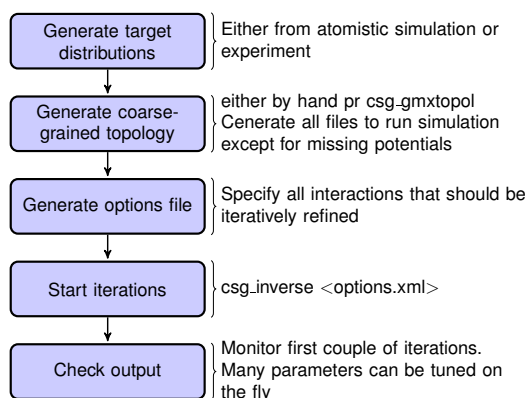 Generate target
distributions
Either from atomistic simulation or
experiment
Generate coarse-
grained topology
either by hand pr csg_gmxtopol
Cenerate all files to run simulation
except for missing potentials
Generate options file
Specify all interactions that should be
iteratively refined
Start iterations
csg_inverse <options.xml>
Check output
Monitor first couple of iterations.
Many parameters can be tuned on
the fly